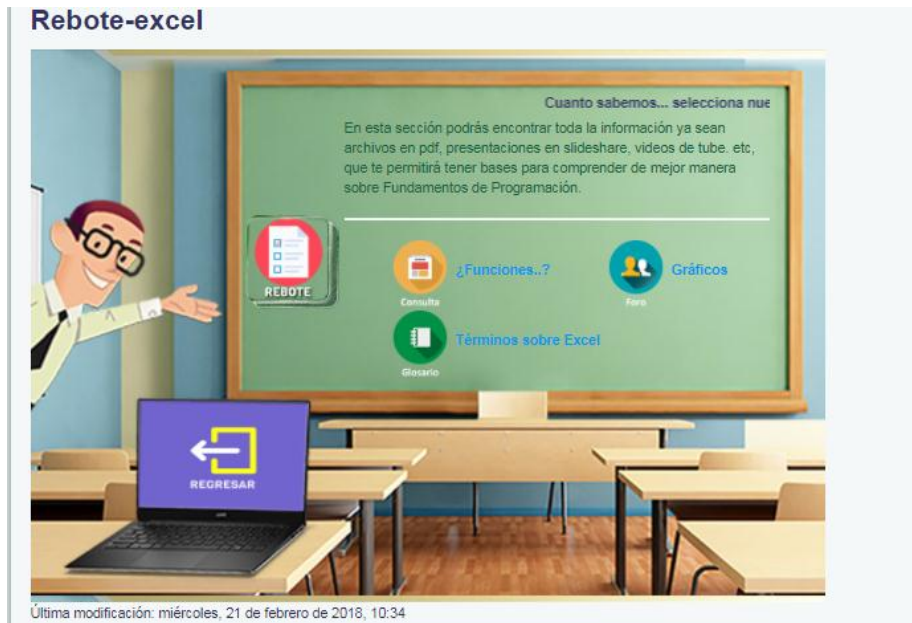 Rebote-excel
Cuanto sabemos... selecciona nue
En esta sección podrás encontrar toda la información ya sean
archivos en pdf, presentaciones en slideshare, videos de tube. etc,
que te permitirá tener bases para comprender de mejor manera
sobre Fundamentos de Programación.
REBOTE
¿Funciones..?
Consulta
Gráficos
Foro
Términos sobre Excel
Glosario
REGRESAR
Última modificación: miércoles, 21 de febrero de 2018, 10:34